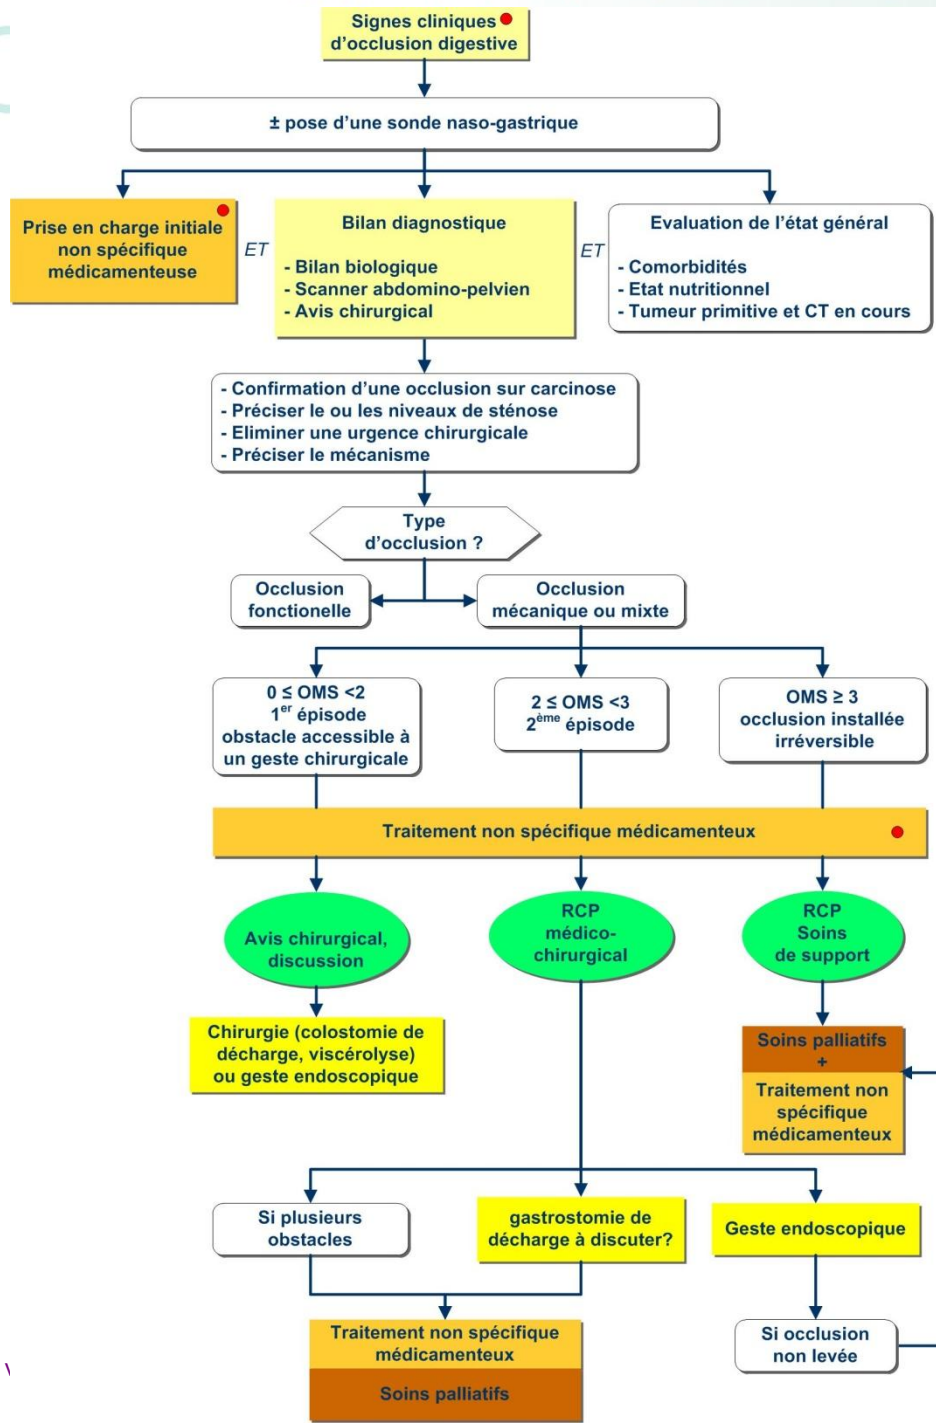 Signes cliniques
d'occlusion digestive
± pose d'une sonde naso-gastrique
Prise en charge initiale
non spécifique
médicamenteuse
ET
Bilan diagnostique
- Bilan biologique
- Scanner abdomino-pelvien
- Avis chirurgical
ET
Evaluation de l'état général
- Comorbidités
- Etat nutritionnel
- Tumeur primitive et CT en cours
- Confirmation d'une occlusion sur carcinose
- Préciser le ou les niveaux de sténose
- Eliminer une urgence chirurgicale
- Préciser le mécanisme
Type
d'occlusion ?
Occlusion
fonctionelle
Occlusion
mécanique ou mixte
0 ≤ OMS <2
1er épisode
obstacle accessible à
un geste chirurgicale
2 ≤ OMS <3
2ème épisode
OMS ≥ 3
occlusion installée
irréversible
Traitement non spécifique médicamenteux
Avis chirurgical,
discussion
RCP
médico-
chirurgical
RCP
Soins
de support
Chirurgie (colostomie de
décharge, viscérolyse)
ou geste endoscopique
Soins palliatifs
+
Traitement non
spécifique
médicamenteux
Si plusieurs
obstacles
gastrostomie de
décharge à discuter?
Geste endoscopique
Traitement non spécifique
médicamenteux
Soins palliatifs
Si occlusion
non levée